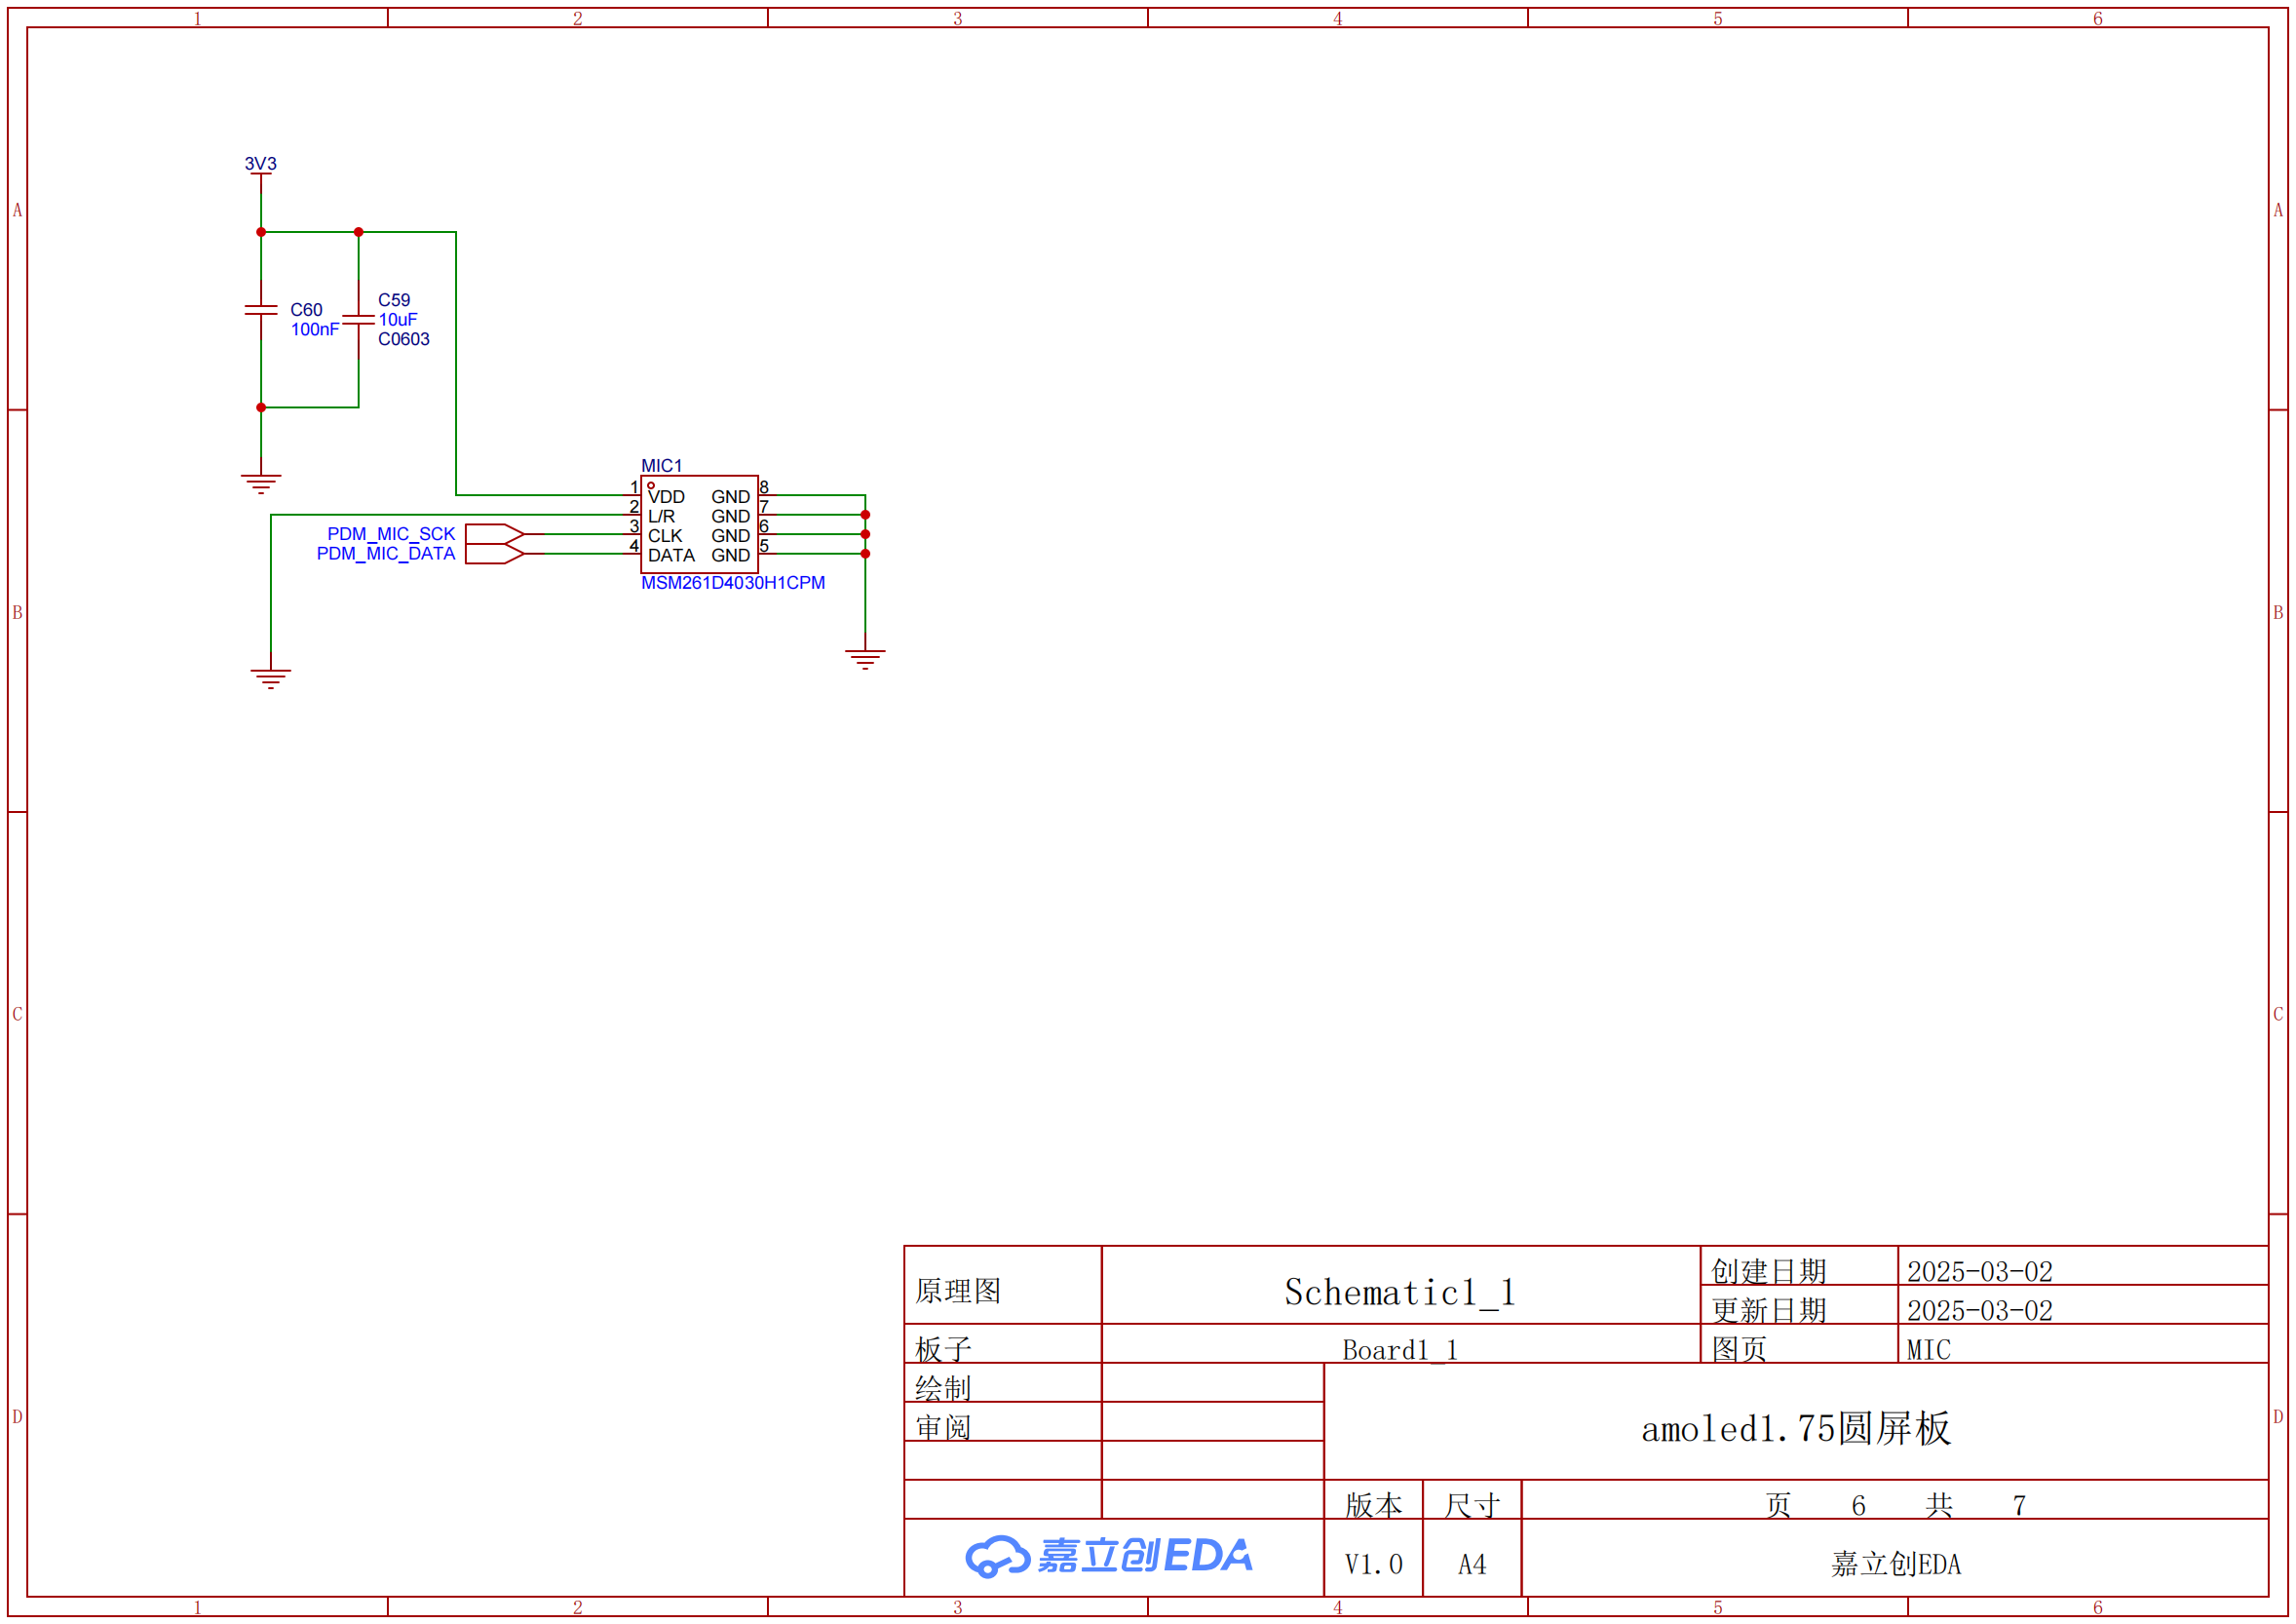 1 2 3 4 5 6
A A
3V3
C60
100nF
C59
10uF
C0603
MIC1
1 VDD GND 8
2 L/R GND 7
PDM_MIC_SCK 3 CLK GND 6
PDM_MIC_DATA 4 DATA GND 5
MSM261D4030H1CPM
B B
C C
D D
原理图 Schematic1_1 创建日期 2025-03-02
更新日期 2025-03-02
板子 Board1_1 图页 MIC
绘制
审阅
amoled1.75圆屏板
版本 尺寸 页 6 共 7
嘉立创EDA V1.0 A4 嘉立创EDA
1 2 3 4 5 6